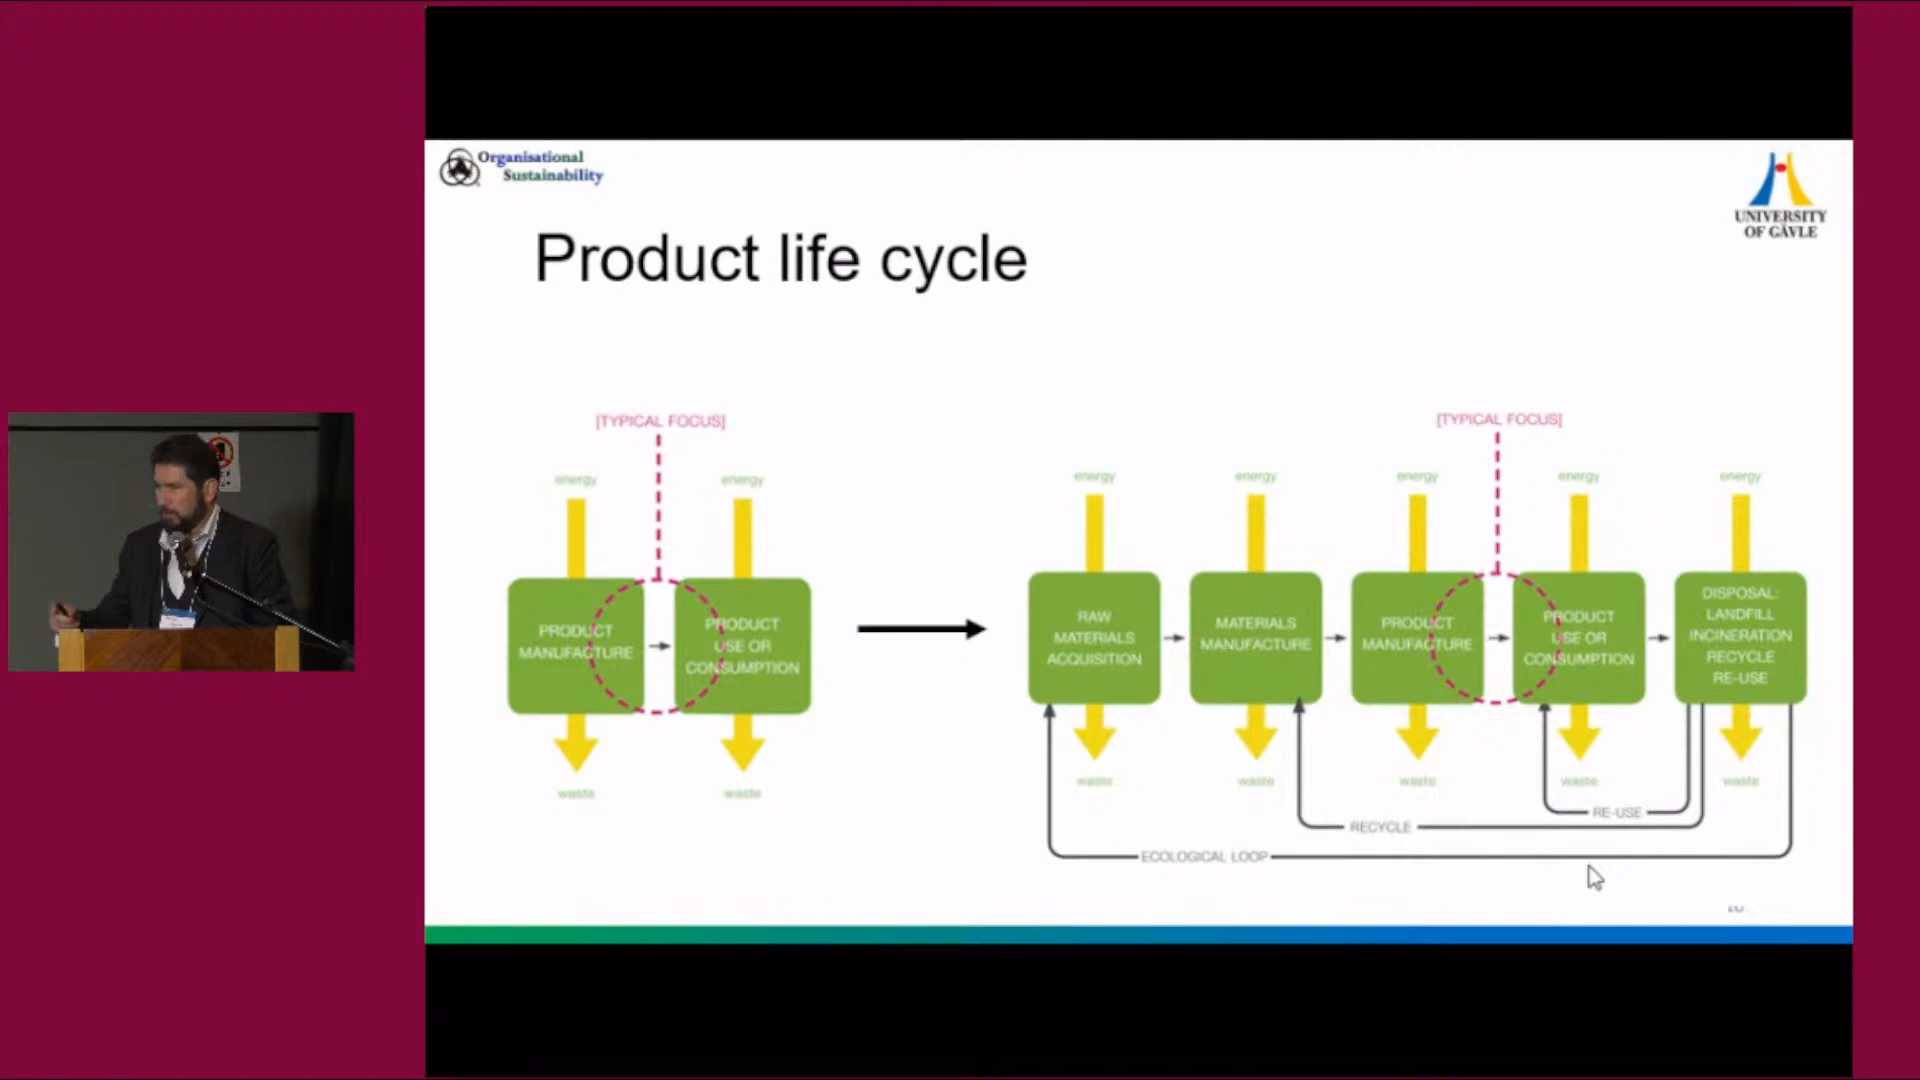 Organisational
Sustainability
UNIVERSITY
OF GÄVLE
Product life cycle
[TYPICAL FOCUS]
energy
energy
PRODUCT
MANUFACTURE
PRODUCT
USE OR
CONSUMPTION
waste
waste
[TYPICAL FOCUS]
energy
energy
energy
energy
energy
RAW
MATERIALS
ACQUISITION
MATERIALS
MANUFACTURE
PRODUCT
MANUFACTURE
PRODUCT
USE OR
CONSUMPTION
DISPOSAL:
LANDFILL
INCINERATION
RECYCLE
RE-USE
waste
waste
waste
waste
waste
RE-USE
RECYCLE
ECOLOGICAL LOOP